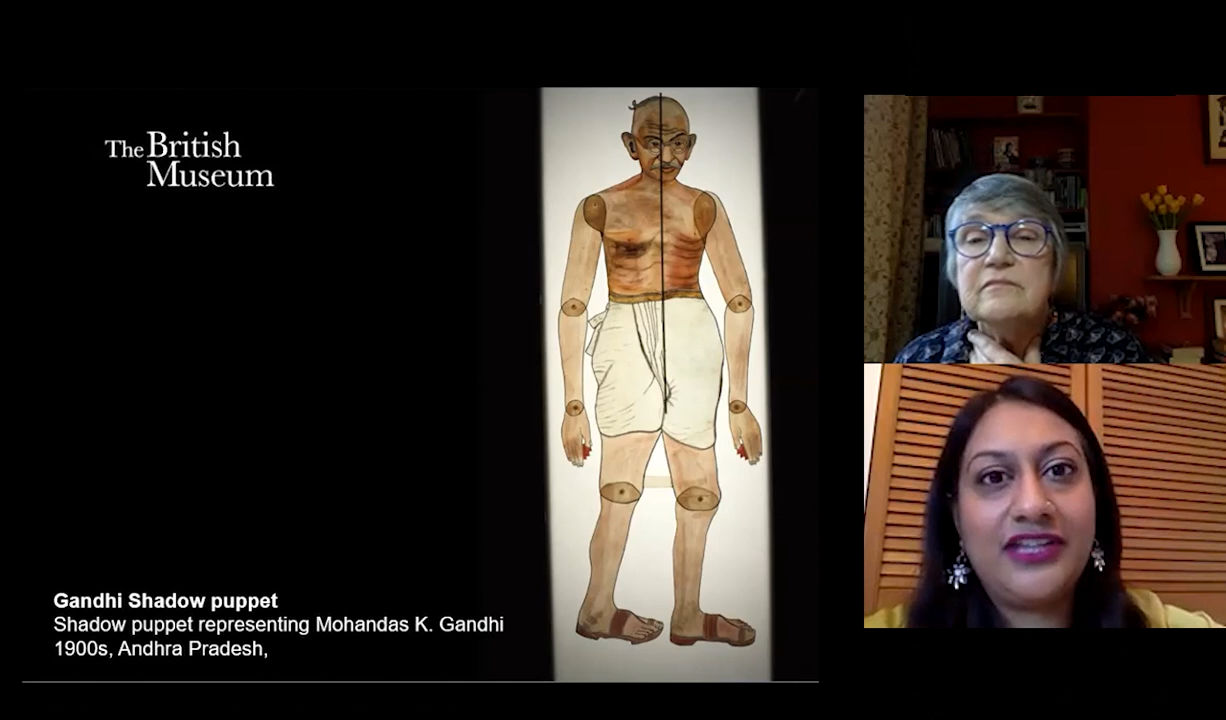 The British
Museum
Gandhi Shadow puppet
Shadow puppet representing Mohandas K. Gandhi
1900s, Andhra Pradesh,